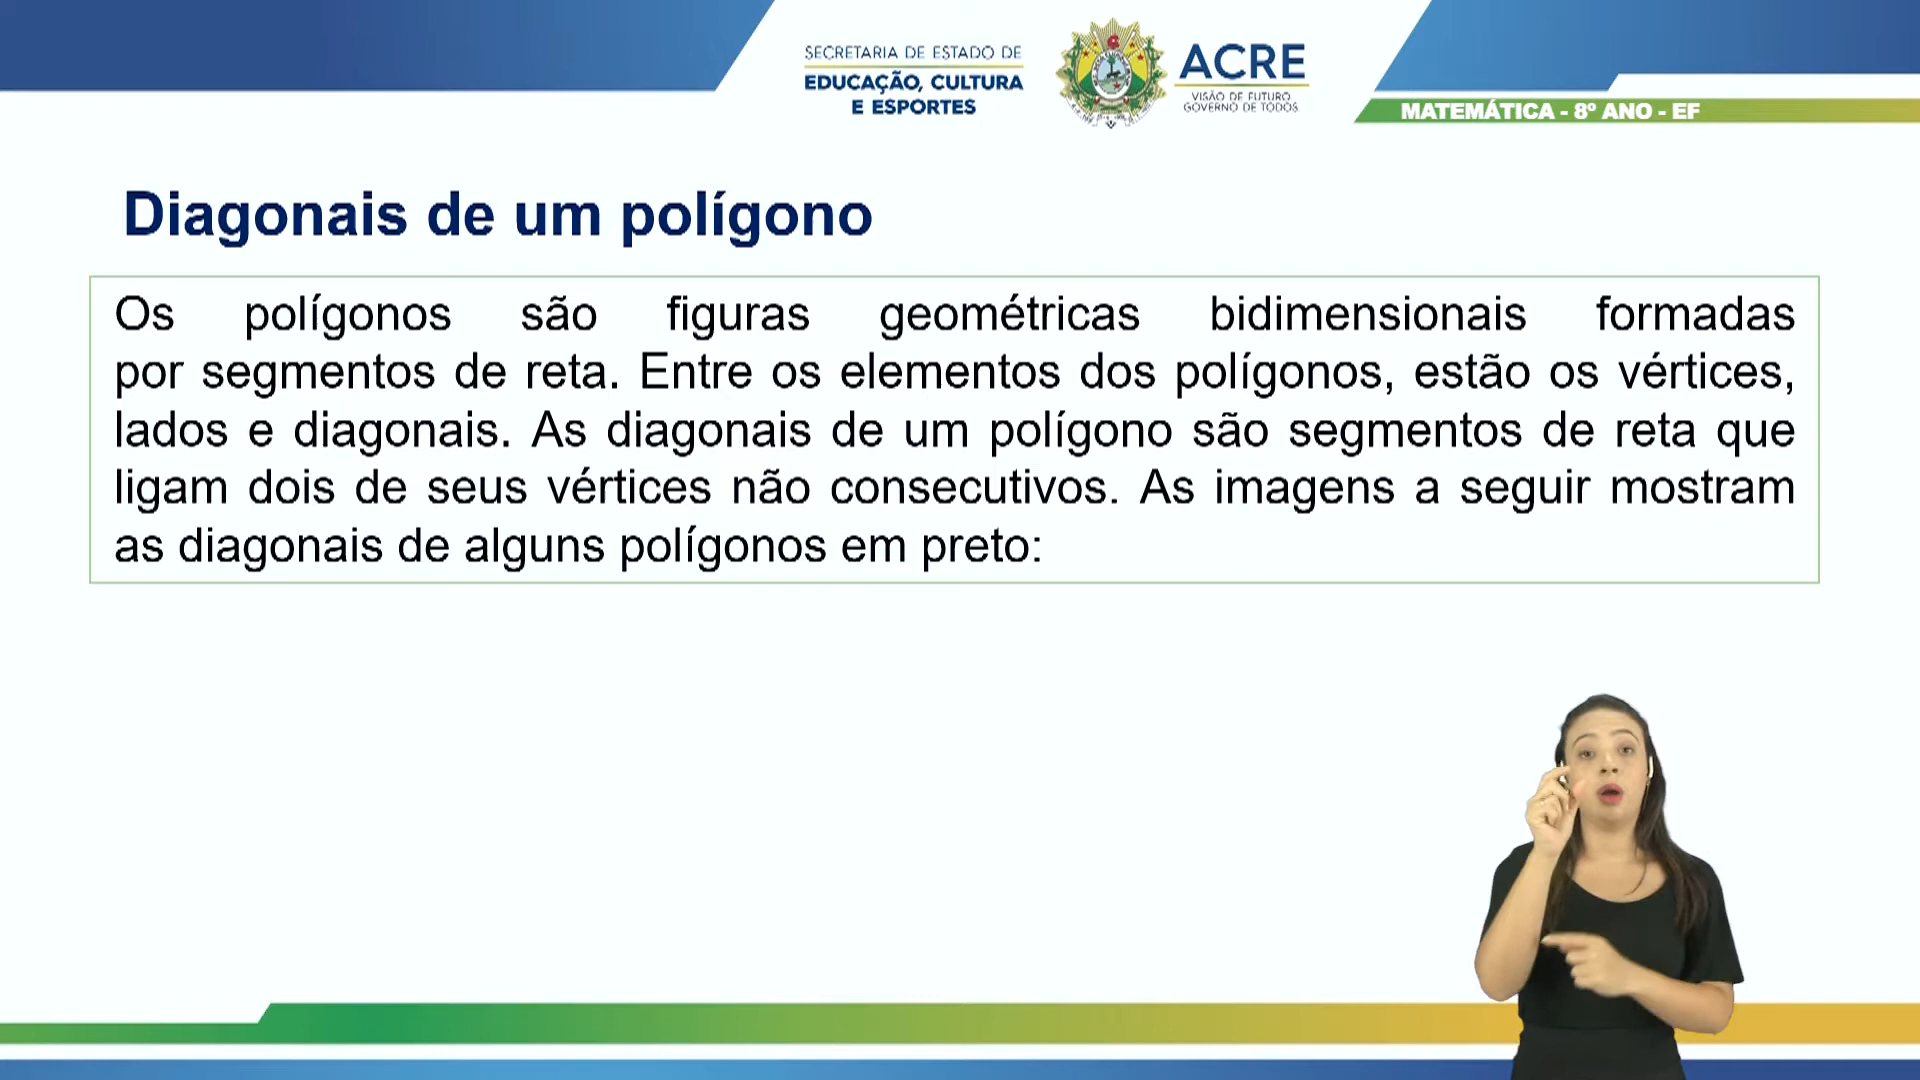 SECRETARIA DE ESTADO DE
EDUCAÇÃO, CULTURA
E ESPORTES
ACRE
VISÃO DE FUTURO
GOVERNO DE TODOS
MATEMÁTICA - 8º ANO - EF
Diagonais de um polígono
Os polígonos são figuras geométricas bidimensionais formadas
por segmentos de reta. Entre os elementos dos polígonos, estão os vértices,
lados e diagonais. As diagonais de um polígono são segmentos de reta que
ligam dois de seus vértices não consecutivos. As imagens a seguir mostram
as diagonais de alguns polígonos em preto: